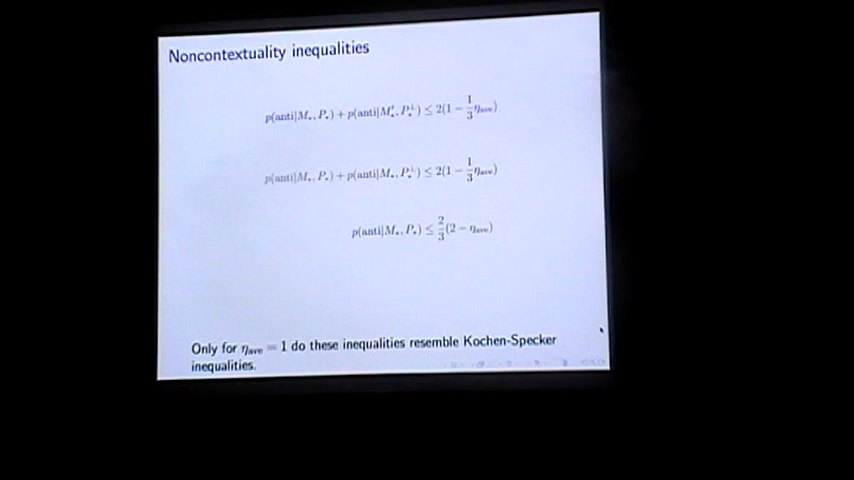 Noncontextuality inequalities
p(anti|M*, P*) + p(anti|M*′, P*⊥) ≤ 2(1 − 1/3 ηave)
p(anti|M*, P*) + p(anti|M*, P*⊥) ≤ 2(1 − 1/3 ηave)
p(anti|M*, P*) ≤ 2/3 (2 − ηave)
Only for ηave = 1 do these inequalities resemble Kochen-Specker
inequalities.